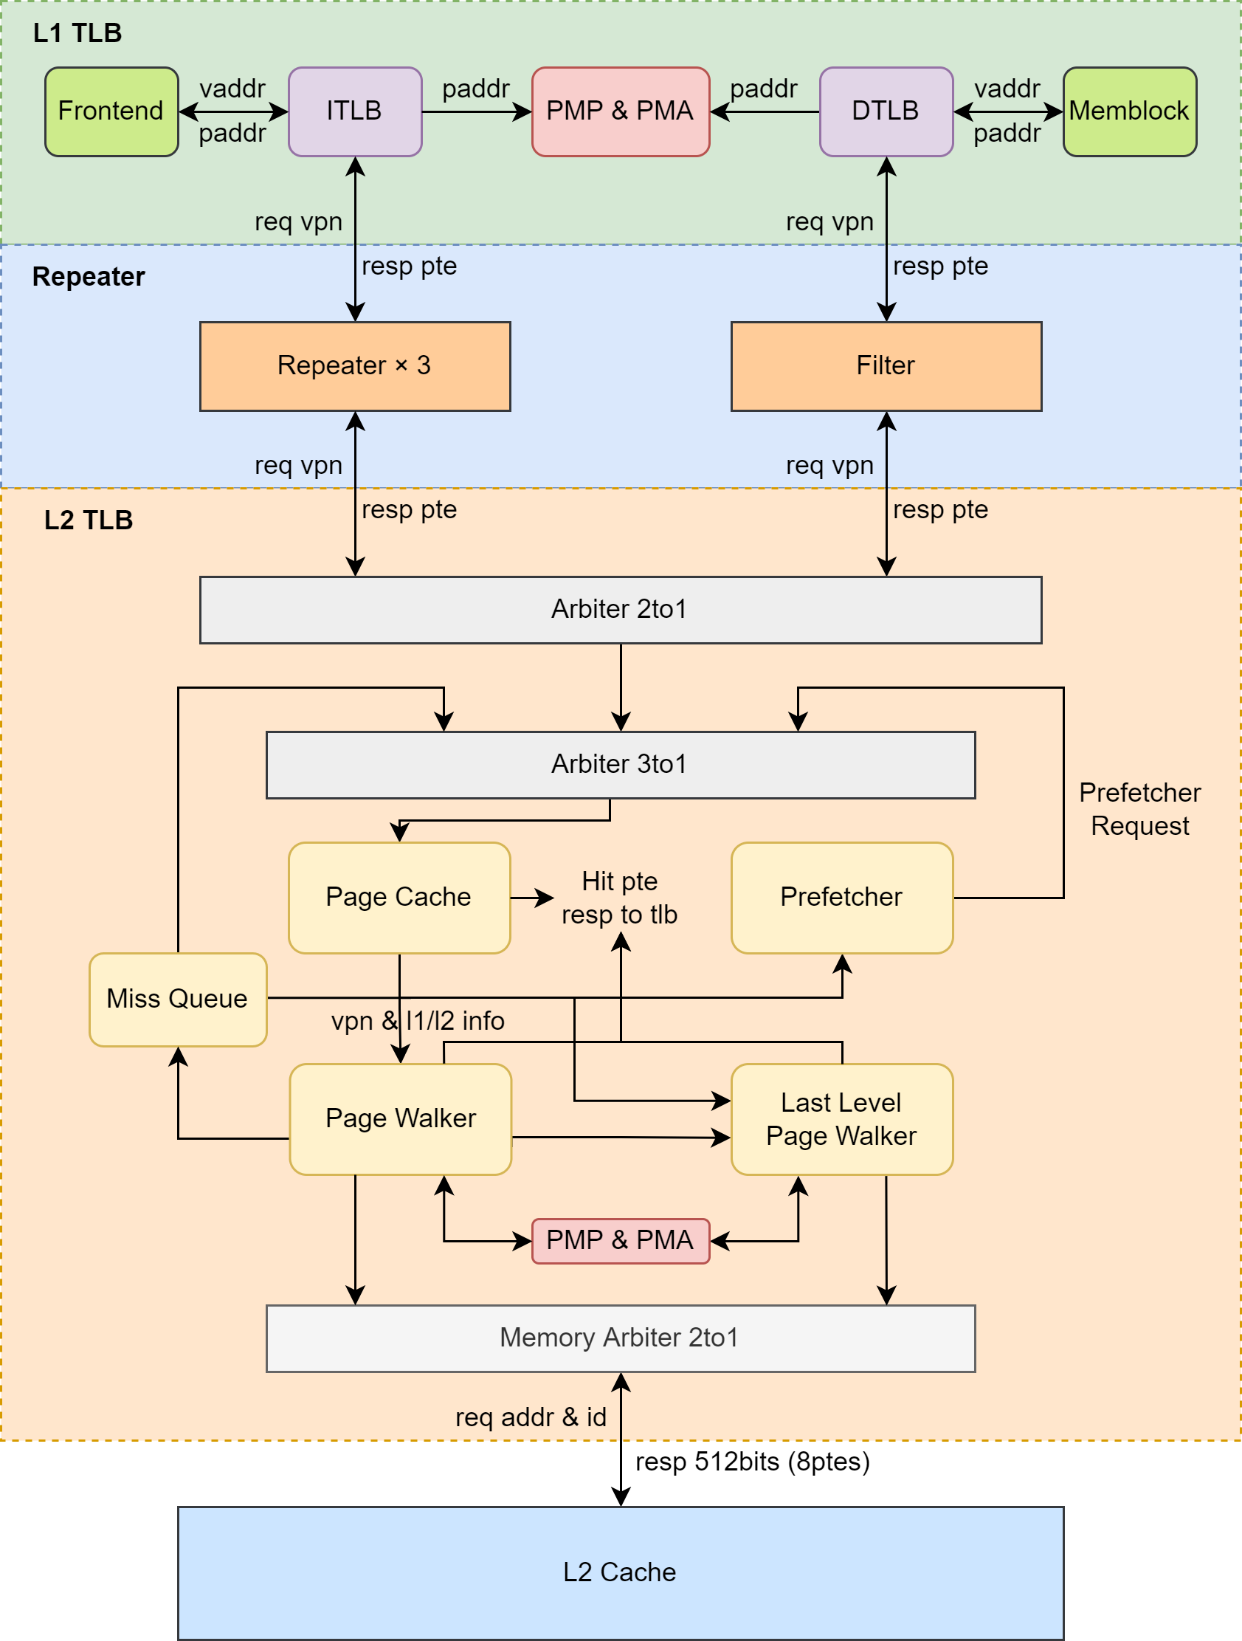 L1 TLB
Frontend
vaddr
paddr
ITLB
paddr
PMP & PMA
paddr
DTLB
vaddr
paddr
Memblock
req vpn
resp pte
req vpn
resp pte
Repeater
Repeater × 3
Filter
req vpn
resp pte
req vpn
resp pte
L2 TLB
Arbiter 2to1
Arbiter 3to1
Prefetcher
Request
Page Cache
Hit pte
resp to tlb
Prefetcher
Miss Queue
vpn & l1/l2 info
Page Walker
Last Level
Page Walker
PMP & PMA
Memory Arbiter 2to1
req addr & id
resp 512bits (8ptes)
L2 Cache